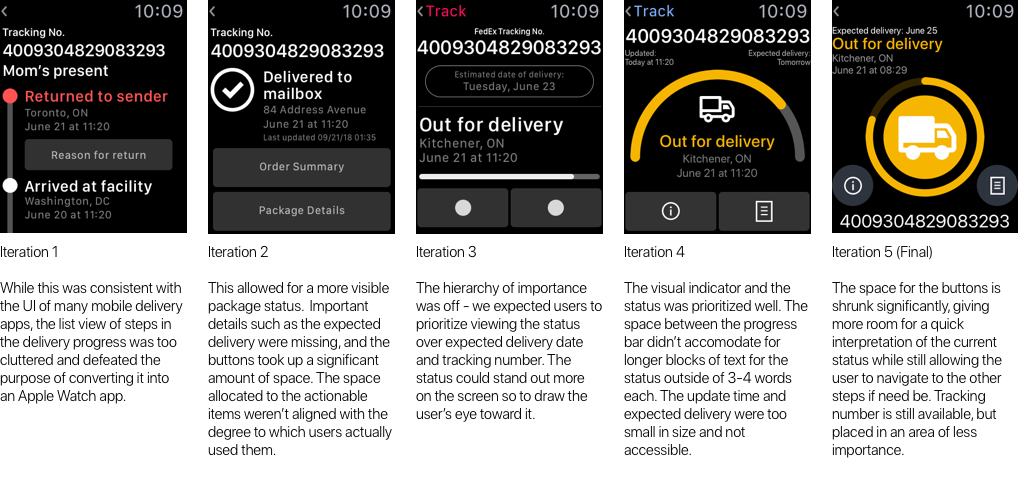 10:09
Tracking No.
4009304829083293
Mom's present
Returned to sender
Toronto, ON
June 21 at 11:20
Reason for return
Arrived at facility
Washington, DC
June 20 at 11:20
Iteration 1
While this was consistent with
the UI of many mobile delivery
apps, the list view of steps in
the delivery progress was too
cluttered and defeated the
purpose of converting it into
an Apple Watch app.
10:09
Tracking No.
4009304829083293
Delivered to
mailbox
84 Address Avenue
June 21 at 11:20
Last updated 09/21/18 01:35
Order Summary
Package Details
Iteration 2
This allowed for a more visible
package status. Important
details such as the expected
delivery were missing, and the
buttons took up a significant
amount of space. The space
allocated to the actionable
items weren't aligned with the
degree to which users actually
used them.
Track 10:09
FedEx Tracking No.
4009304829083293
Estimated date of delivery:
Tuesday, June 23
Out for delivery
Kitchener, ON
June 21 at 11:20
Iteration 3
The hierarchy of importance
was off - we expected users to
prioritize viewing the status
over expected delivery date
and tracking number. The
status could stand out more
on the screen so to draw the
user's eye toward it.
Track 10:09
4009304829083293
Updated: Expected delivery:
Today at 11:20 Tomorrow
Out for delivery
Kitchener, ON
June 21 at 11:20
Iteration 4
The visual indicator and the
status was prioritized well. The
space between the progress
bar didn't accomodate for
longer blocks of text for the
status outside of 3-4 words
each. The update time and
expected delivery were too
small in size and not
accessible.
10:09
Expected delivery: June 25
Out for delivery
Kitchener, ON
June 21 at 08:29
4009304829083293
Iteration 5 (Final)
The space for the buttons is
shrunk significantly, giving
more room for a quick
interpretation of the current
status while still allowing the
user to navigate to the other
steps if need be. Tracking
number is still available, but
placed in an area of less
importance.